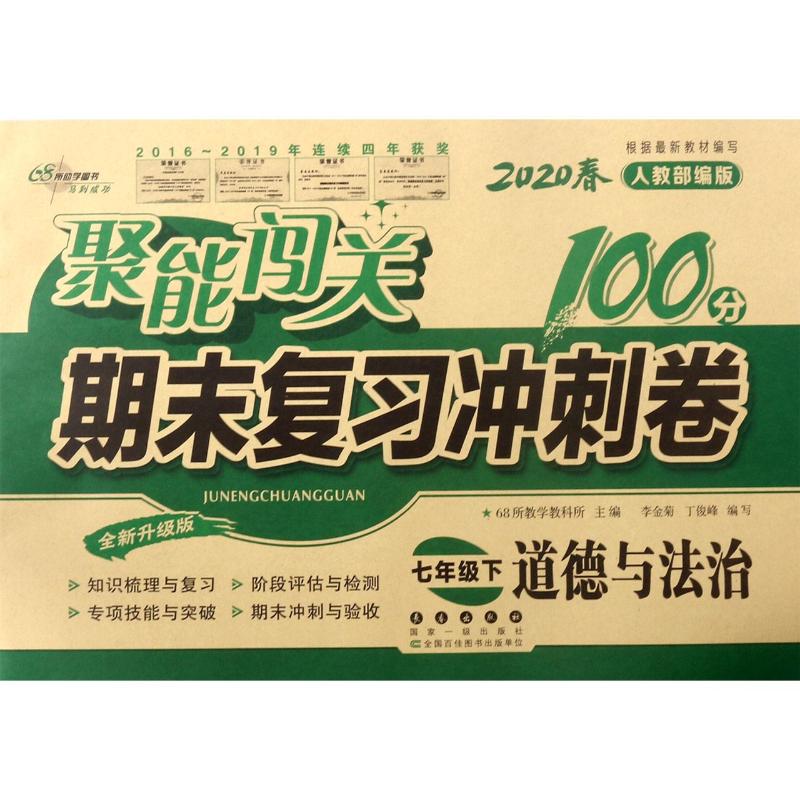 2016～2019年连续四年获奖
68所助学图书
马到成功
根据最新教材编写
2020春
人教部编版
聚能闯关
100分
期末复习冲刺卷
JUNENGCHUANGGUAN
★68所教学教科所 主编 李金菊 丁俊峰 编写
全新升级版
七年级下 道德与法治
知识梳理与复习
阶段评估与检测
专项技能与突破
期末冲刺与验收
长春出版社
国家一级出版社
全国百佳图书出版单位